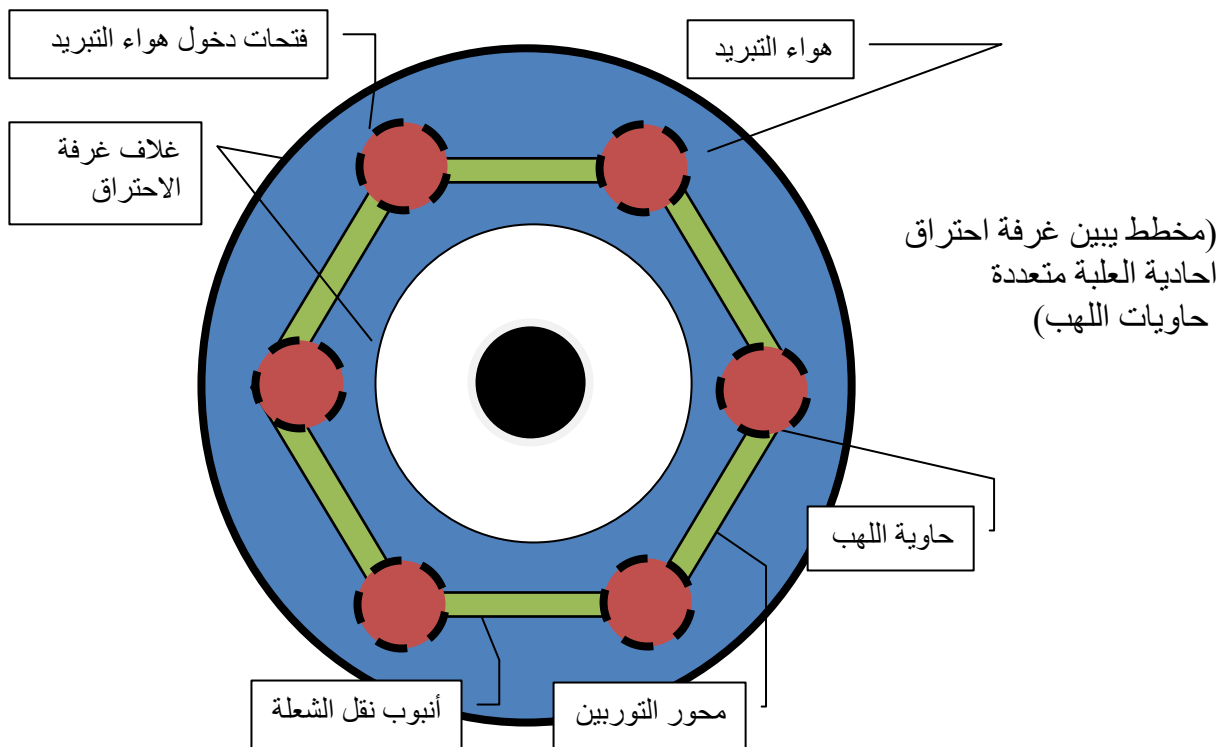 فتحات دخول هواء التبريد
هواء التبريد
غلاف غرفة
الاحتراق
(مخطط يبين غرفة احتراق
احادية العلبة متعددة
حاويات اللهب)
حاوية اللهب
أنبوب نقل الشعلة
محور التوربين